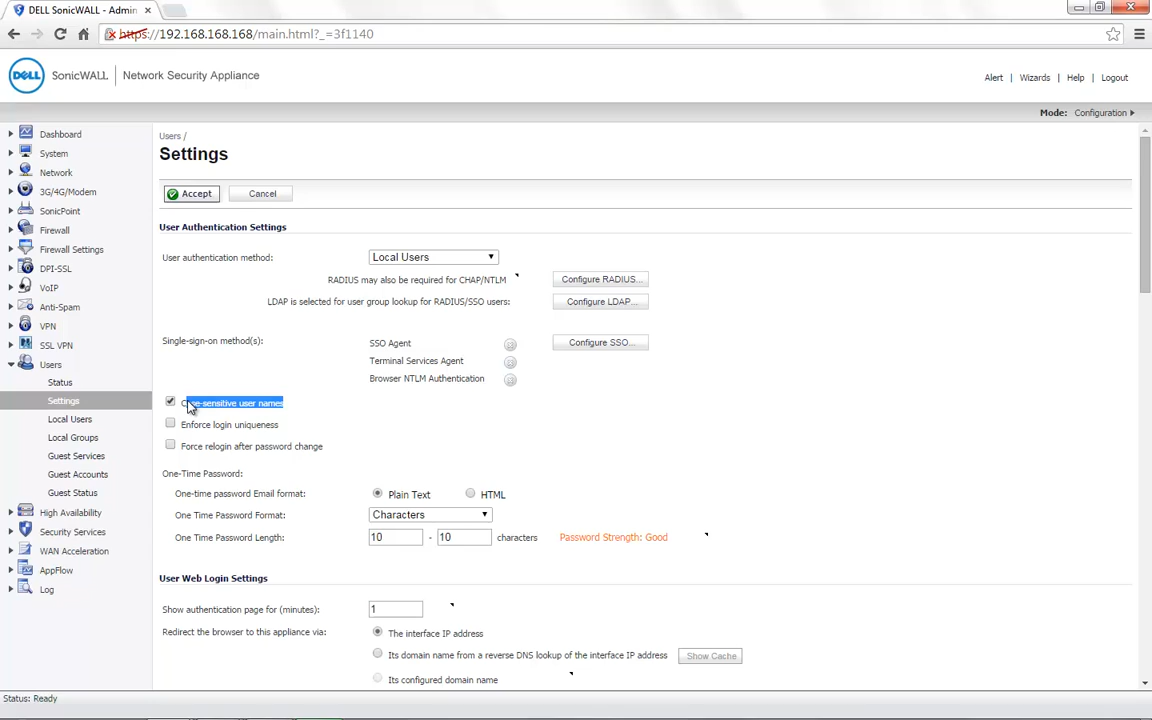 DELL SonicWALL - Admin
https://192.168.168.168/main.html?_=3f1140
DELL SonicWALL | Network Security Appliance
Alert | Wizards | Help | Logout
Mode: Configuration
Dashboard
System
Network
3G/4G/Modem
SonicPoint
Firewall
Firewall Settings
DPI-SSL
VoIP
Anti-Spam
VPN
SSL VPN
Users
Status
Settings
Local Users
Local Groups
Guest Services
Guest Accounts
Guest Status
High Availability
Security Services
WAN Acceleration
AppFlow
Log
Users /
Settings
Accept Cancel
User Authentication Settings
User authentication method: Local Users
RADIUS may also be required for CHAP/NTLM Configure RADIUS...
LDAP is selected for user group lookup for RADIUS/SSO users: Configure LDAP...
Single-sign-on method(s): SSO Agent Configure SSO...
Terminal Services Agent
Browser NTLM Authentication
Case-sensitive user names
Enforce login uniqueness
Force relogin after password change
One-Time Password:
One-time password Email format: Plain Text HTML
One Time Password Format: Characters
One Time Password Length: 10 - 10 characters Password Strength: Good
User Web Login Settings
Show authentication page for (minutes): 1
Redirect the browser to this appliance via: The interface IP address
Its domain name from a reverse DNS lookup of the interface IP address Show Cache
Its configured domain name
Status: Ready